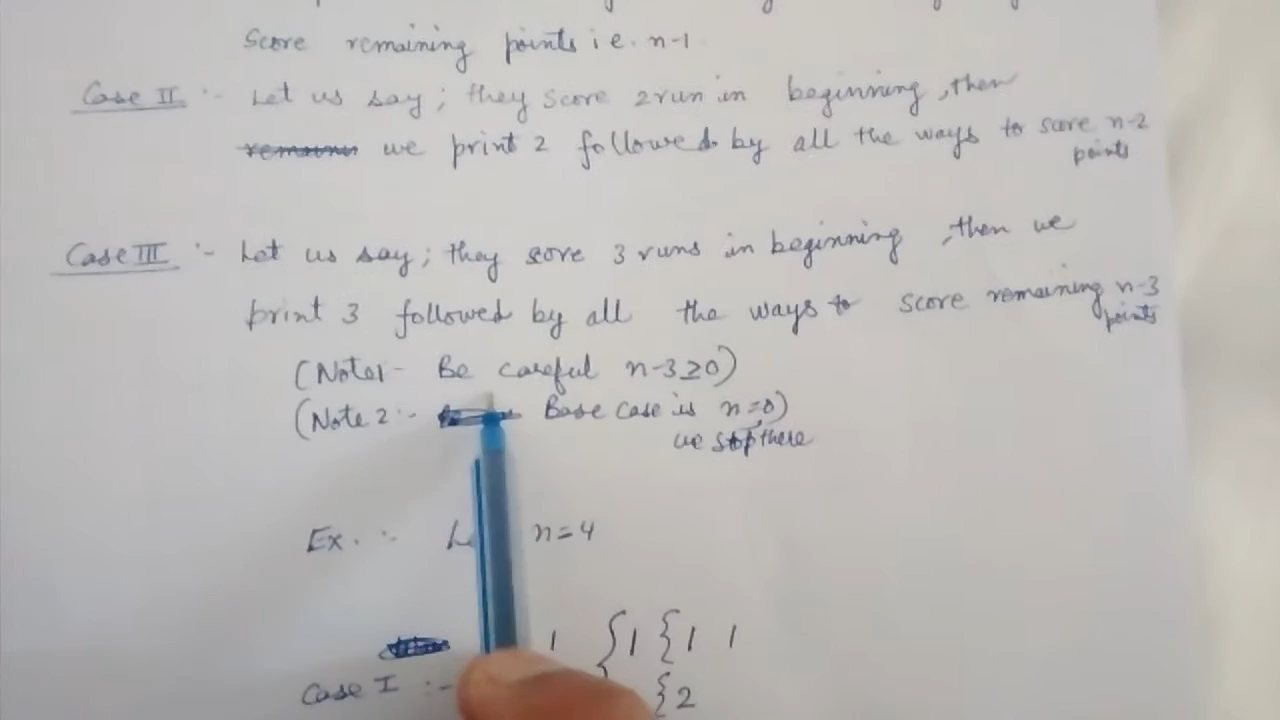 Score remaining points i.e. n-1
Case II :- Let us say; they score 2 run in beginning, then
we print 2 followed by all the ways to score n-2
points
Case III :- Let us say; they score 3 runs in beginning, then we
print 3 followed by all the ways to score remaining n-3
points
(Note1- Be careful n-3≥0)
(Note 2:- Base case is n=0)
we stop there
Ex. :- n=4
1 { 1 { 1 1
Case I :- { 2